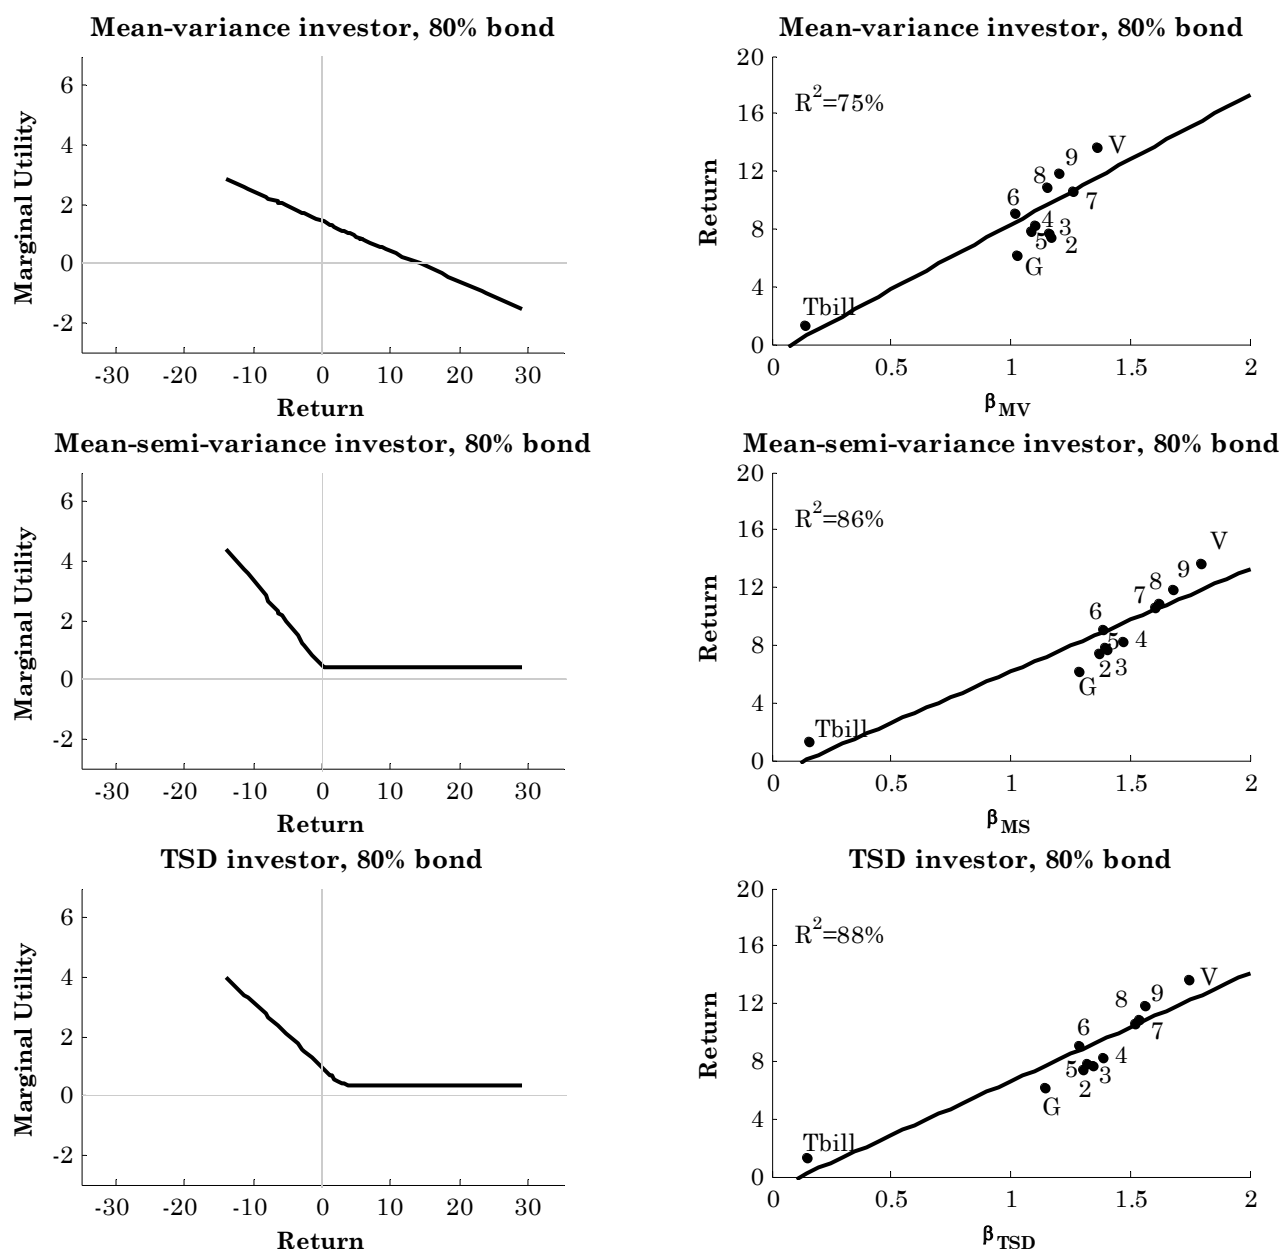 Mean-variance investor, 80% bond
Marginal Utility
6
4
2
0
-2
-30 -20 -10 0 10 20 30
Return
Mean-variance investor, 80% bond
Return
20
16
12
8
4
0
R²=75%
V
9
8
7
6
4
3
5
2
G
Tbill
0 0.5 1 1.5 2
βMV
Mean-semi-variance investor, 80% bond
Marginal Utility
6
4
2
0
-2
-30 -20 -10 0 10 20 30
Return
Mean-semi-variance investor, 80% bond
Return
20
16
12
8
4
0
R²=86%
V
9
8
7
6
5
4
2
3
G
Tbill
0 0.5 1 1.5 2
βMS
TSD investor, 80% bond
Marginal Utility
6
4
2
0
-2
-30 -20 -10 0 10 20 30
Return
TSD investor, 80% bond
Return
20
16
12
8
4
0
R²=88%
V
9
8
7
6
4
5
3
2
G
Tbill
0 0.5 1 1.5 2
βTSD